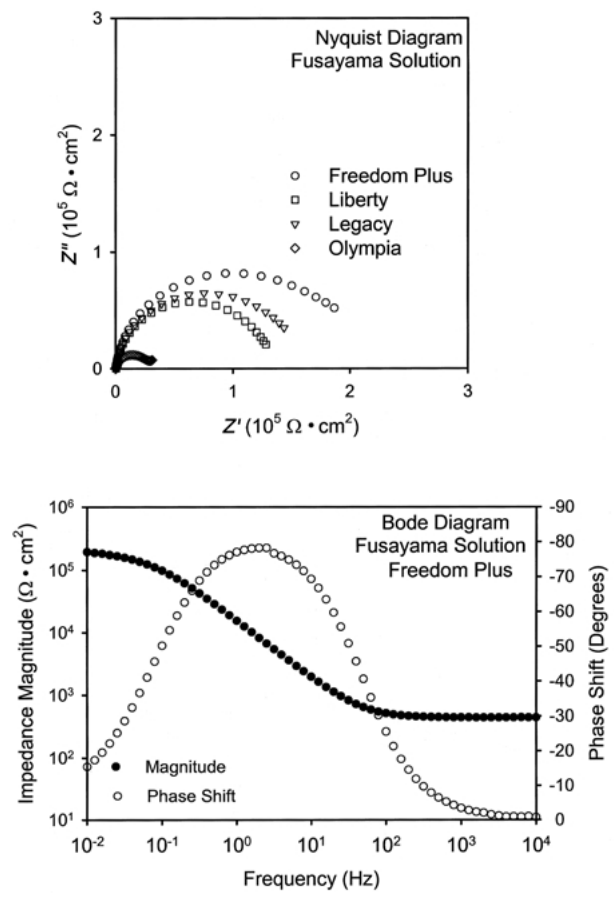 3
Nyquist Diagram
Fusayama Solution
2
Z" (10⁵ Ω • cm²)
Freedom Plus
Liberty
Legacy
Olympia
1
0
0 1 2 3
Z' (10⁵ Ω • cm²)
10⁶ -90
Bode Diagram
Fusayama Solution
Freedom Plus
-80
10⁵
-70
-60
10⁴
-50
Impedance Magnitude (Ω • cm²)
Phase Shift (Degrees)
-40
10³
-30
10²
-20
Magnitude
Phase Shift
-10
10¹ 0
10⁻² 10⁻¹ 10⁰ 10¹ 10² 10³ 10⁴
Frequency (Hz)